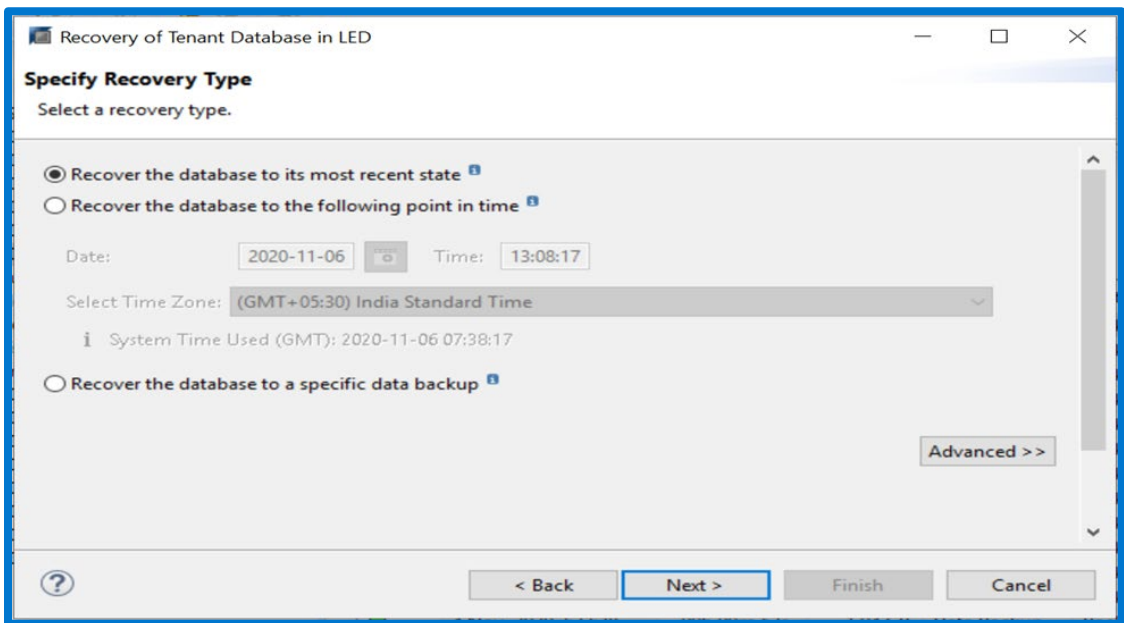 Recovery of Tenant Database in LED
Specify Recovery Type
Select a recovery type.
Recover the database to its most recent state
Recover the database to the following point in time
Date: 2020-11-06 Time: 13:08:17
Select Time Zone: (GMT+05:30) India Standard Time
i System Time Used (GMT): 2020-11-06 07:38:17
Recover the database to a specific data backup
Advanced >>
? < Back Next > Finish Cancel